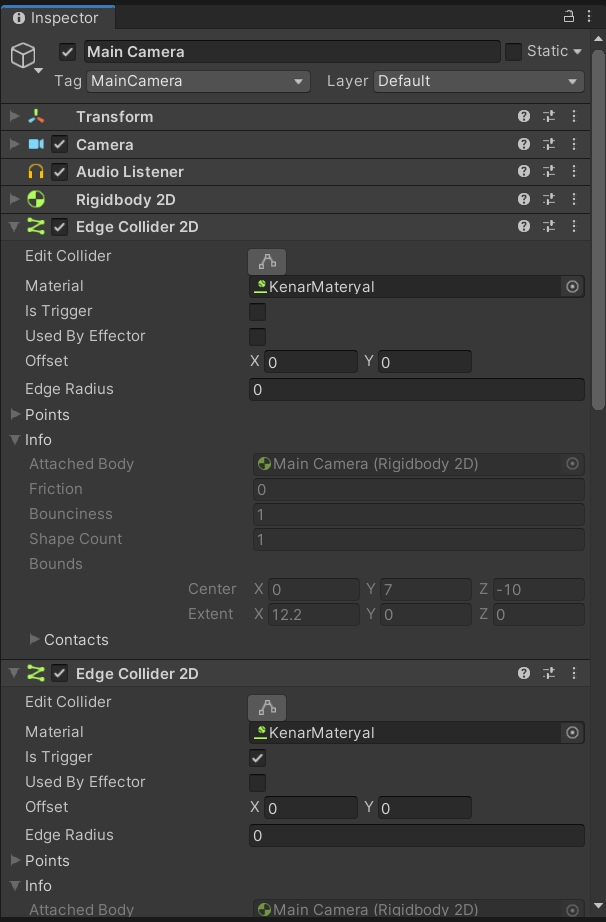 Inspector
Main Camera Static
Tag MainCamera Layer Default
Transform
Camera
Audio Listener
Rigidbody 2D
Edge Collider 2D
Edit Collider
Material KenarMateryal
Is Trigger
Used By Effector
Offset X 0 Y 0
Edge Radius 0
Points
Info
Attached Body Main Camera (Rigidbody 2D)
Friction 0
Bounciness 1
Shape Count 1
Bounds
Center X 0 Y 7 Z -10
Extent X 12.2 Y 0 Z 0
Contacts
Edge Collider 2D
Edit Collider
Material KenarMateryal
Is Trigger
Used By Effector
Offset X 0 Y 0
Edge Radius 0
Points
Info
Attached Body Main Camera (Rigidbody 2D)